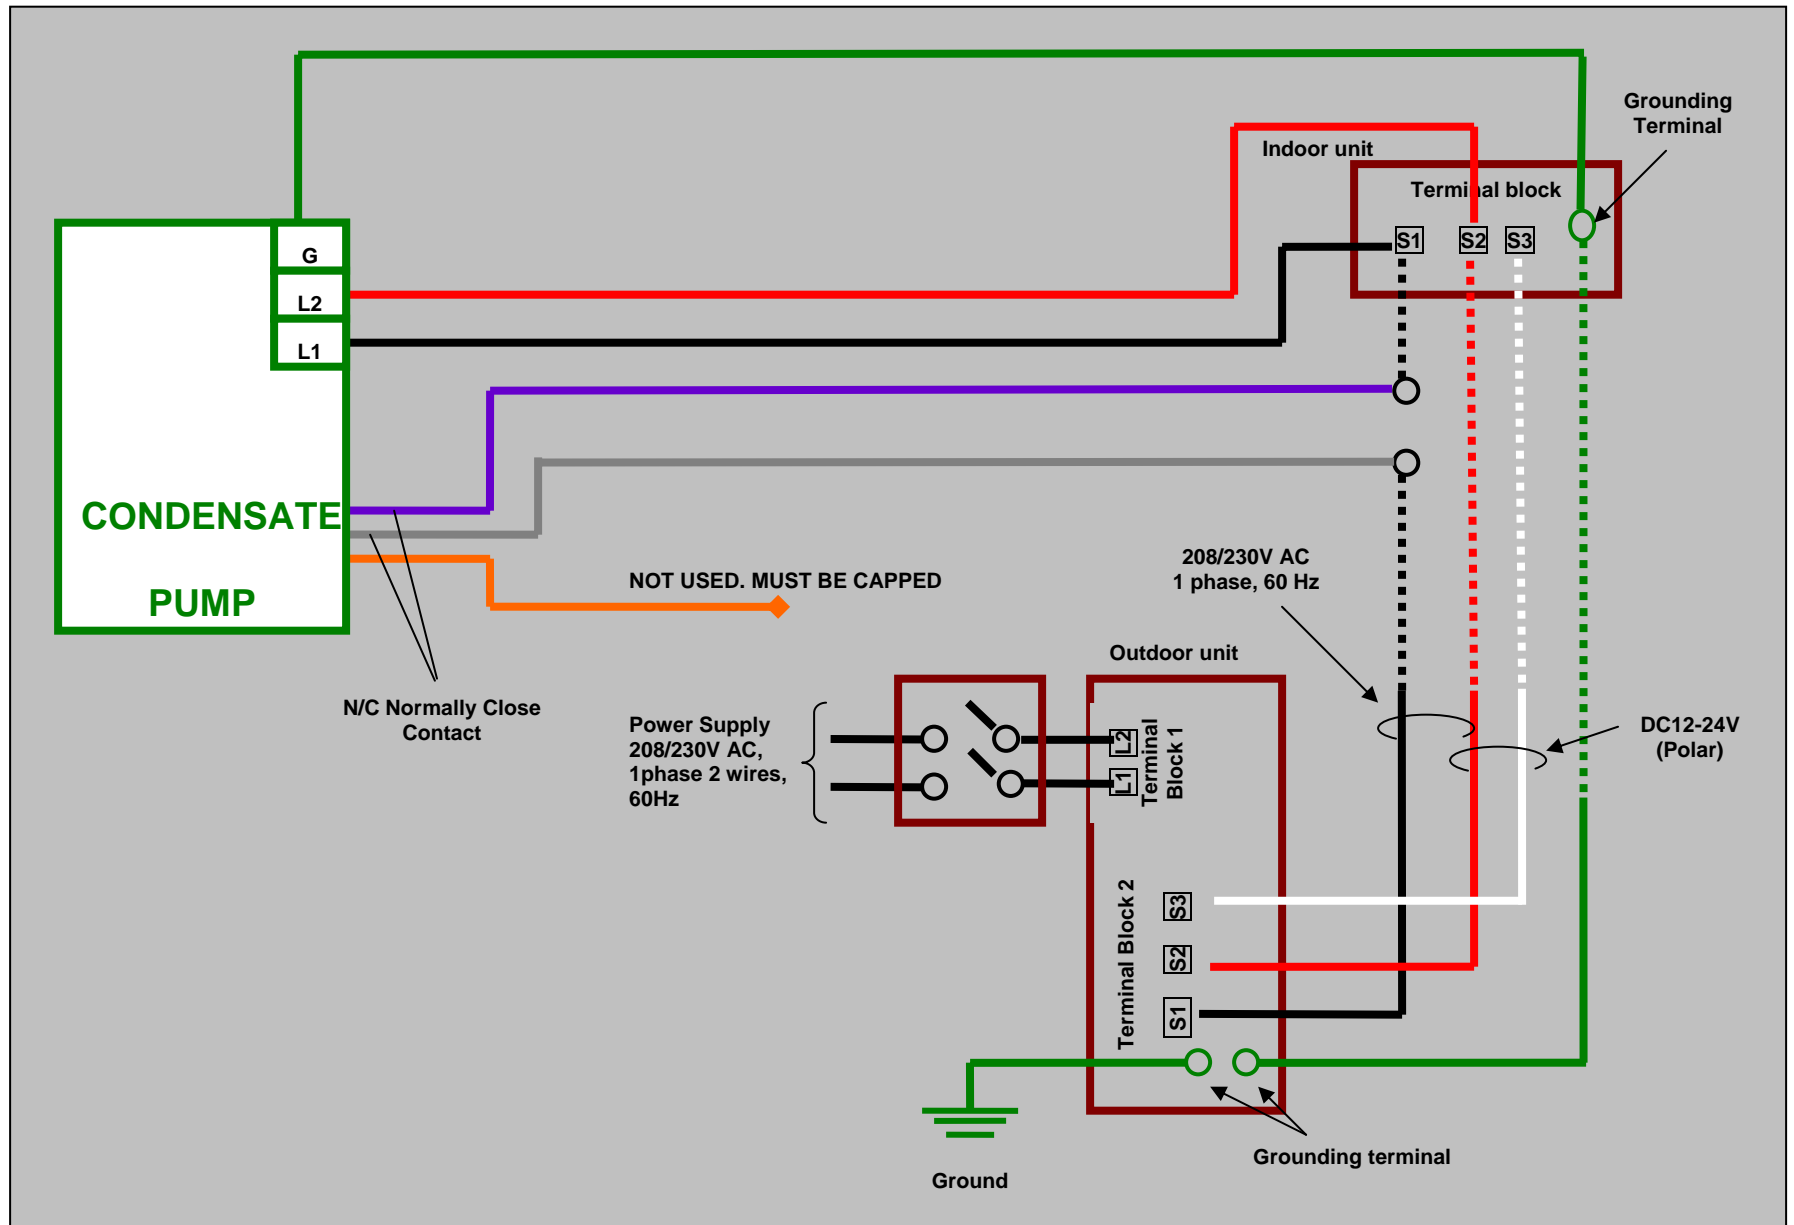 Grounding
Terminal
Indoor unit
Terminal block
S1
S2
S3
G
L2
L1
CONDENSATE
PUMP
NOT USED. MUST BE CAPPED
208/230V AC
1 phase, 60 Hz
N/C Normally Close
Contact
Outdoor unit
Power Supply
208/230V AC,
1phase 2 wires,
60Hz
L2
L1
Terminal
Block 1
DC12-24V
(Polar)
Terminal Block 2
S3
S2
S1
Grounding terminal
Ground